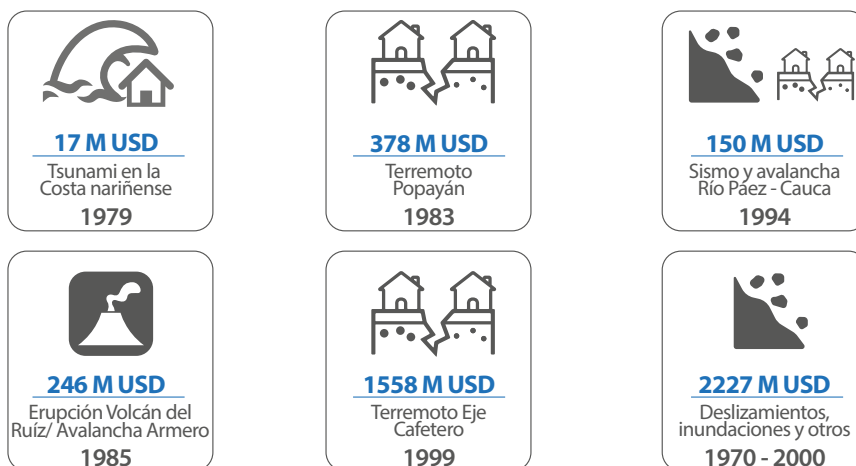 17 M USD
Tsunami en la
Costa nariñense
1979
378 M USD
Terremoto
Popayán
1983
150 M USD
Sismo y avalancha
Río Páez - Cauca
1994
246 M USD
Erupción Volcán del
Ruíz/ Avalancha Armero
1985
1558 M USD
Terremoto Eje
Cafetero
1999
2227 M USD
Deslizamientos,
inundaciones y otros
1970 - 2000